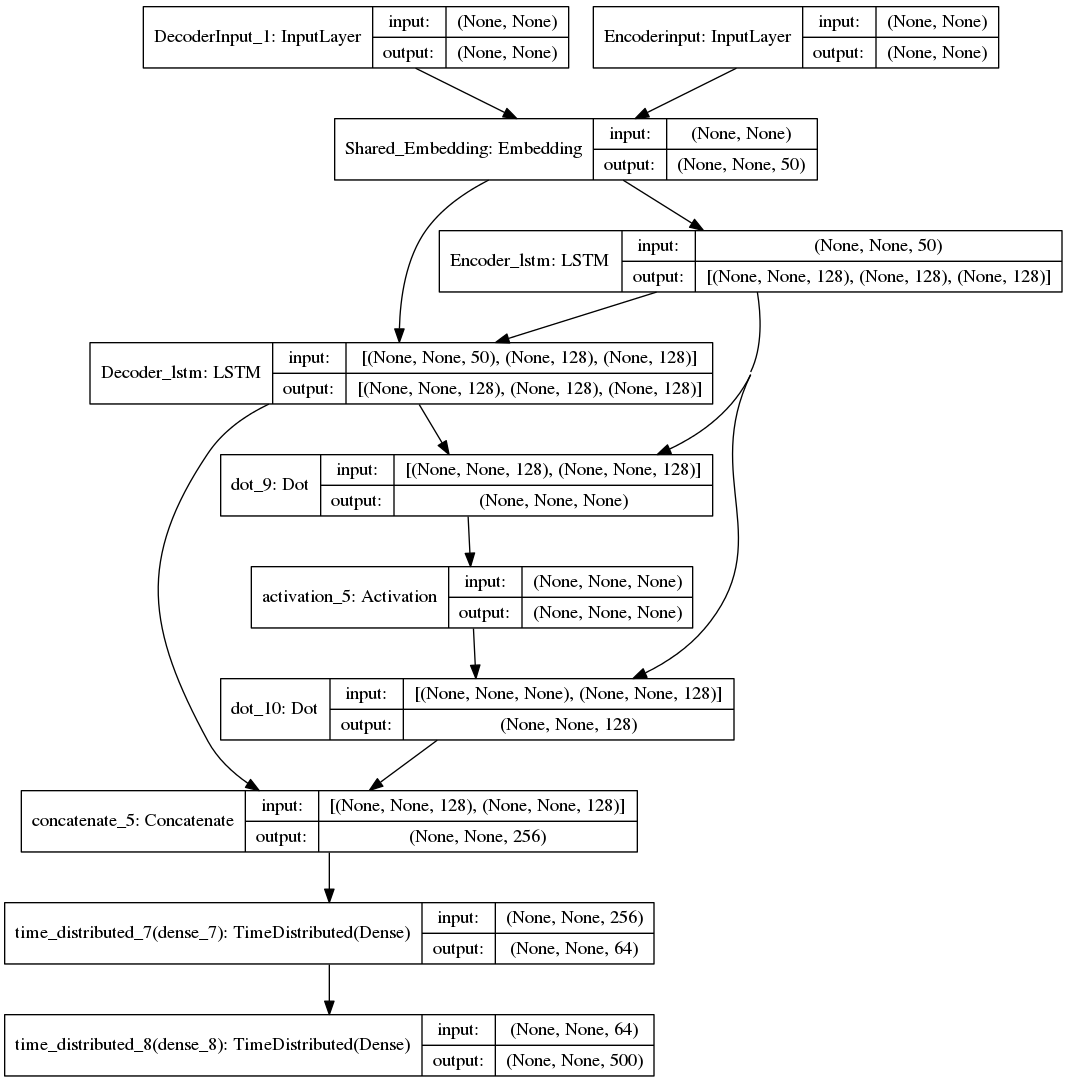 DecoderInput_1: InputLayer
input: (None, None)
output: (None, None)
Encoderinput: InputLayer
input: (None, None)
output: (None, None)
Shared_Embedding: Embedding
input: (None, None)
output: (None, None, 50)
Encoder_lstm: LSTM
input: (None, None, 50)
output: [(None, None, 128), (None, 128), (None, 128)]
Decoder_lstm: LSTM
input: [(None, None, 50), (None, 128), (None, 128)]
output: [(None, None, 128), (None, 128), (None, 128)]
dot_9: Dot
input: [(None, None, 128), (None, None, 128)]
output: (None, None, None)
activation_5: Activation
input: (None, None, None)
output: (None, None, None)
dot_10: Dot
input: [(None, None, None), (None, None, 128)]
output: (None, None, 128)
concatenate_5: Concatenate
input: [(None, None, 128), (None, None, 128)]
output: (None, None, 256)
time_distributed_7(dense_7): TimeDistributed(Dense)
input: (None, None, 256)
output: (None, None, 64)
time_distributed_8(dense_8): TimeDistributed(Dense)
input: (None, None, 64)
output: (None, None, 500)